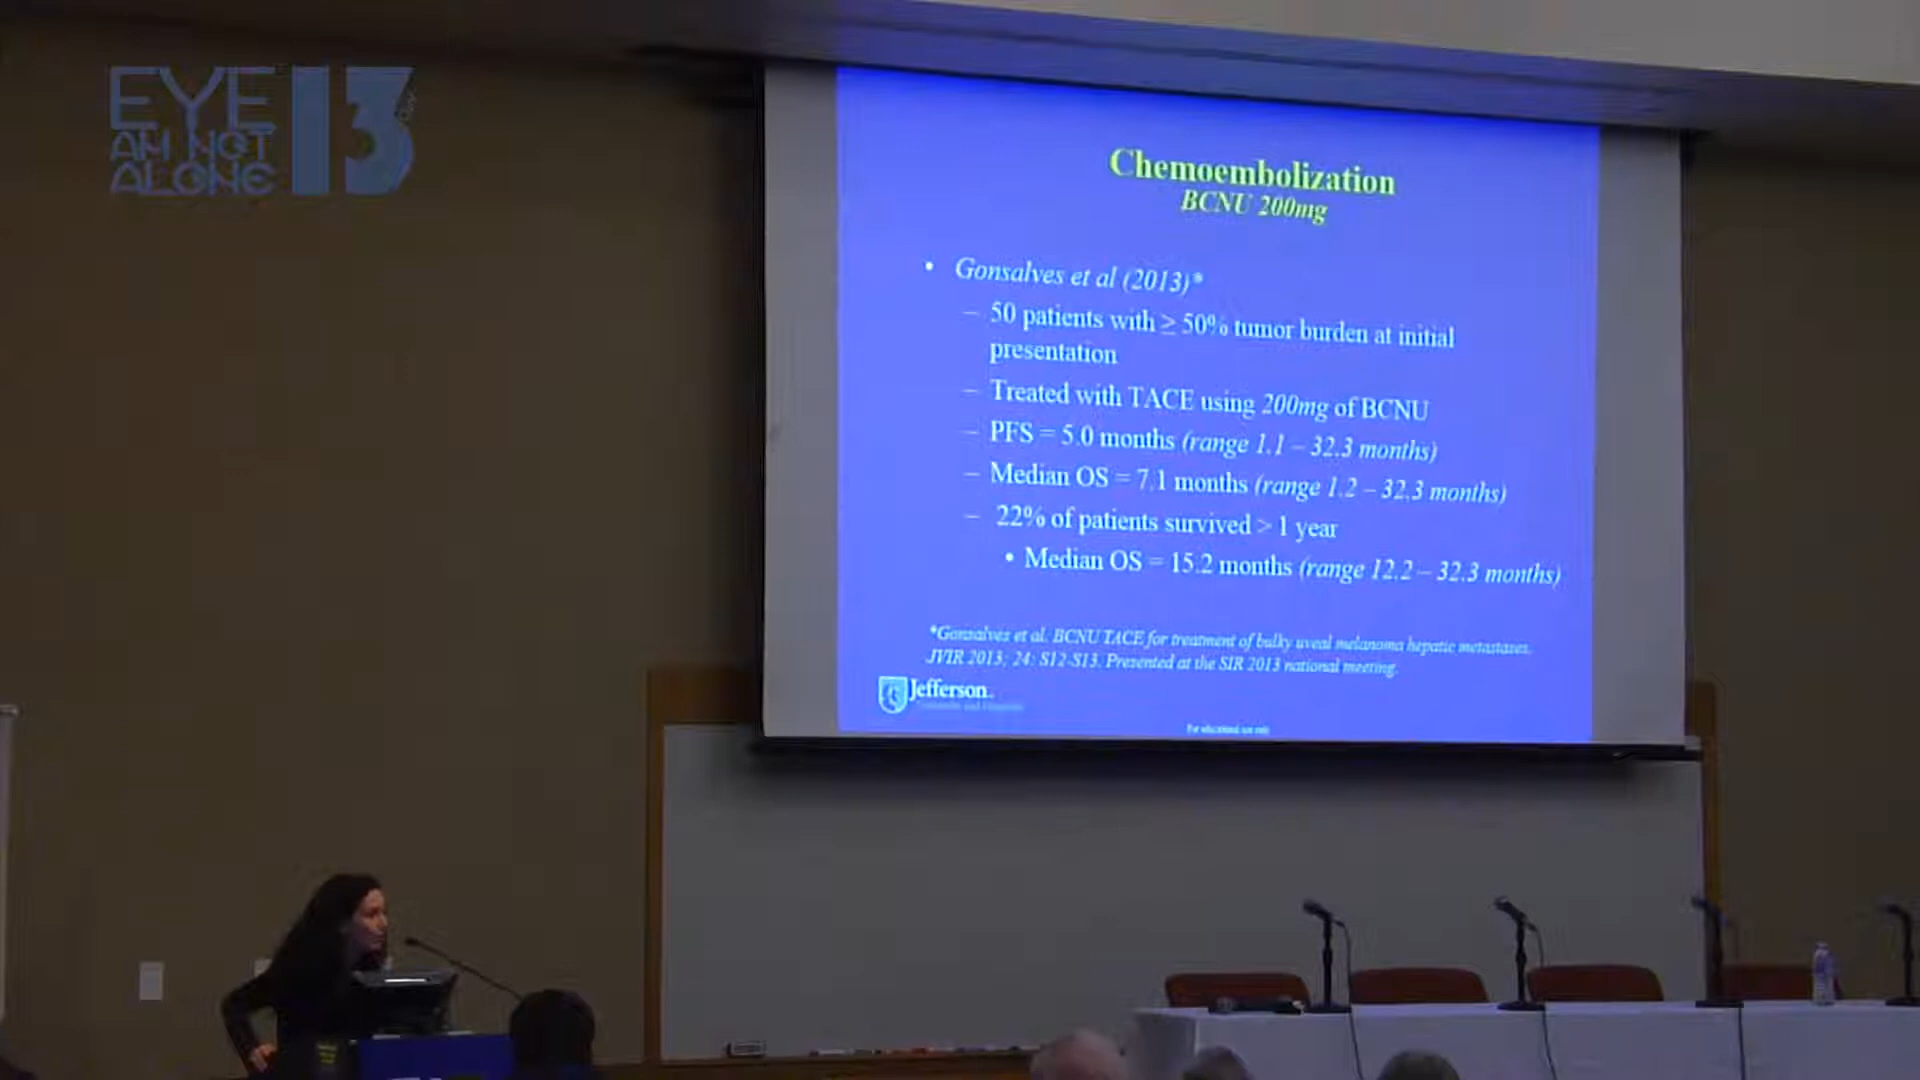 EYE
AM NOT
ALONE
13
Chemoembolization
BCNU 200mg
• Gonsalves et al (2013)*
– 50 patients with ≥ 50% tumor burden at initial
presentation
– Treated with TACE using 200mg of BCNU
– PFS = 5.0 months (range 1.1 – 32.3 months)
– Median OS = 7.1 months (range 1.2 – 32.3 months)
– 22% of patients survived > 1 year
• Median OS = 15.2 months (range 12.2 – 32.3 months)
*Gonsalves et al. BCNU TACE for treatment of bulky uveal melanoma hepatic metastases.
JVIR 2013; 24: S12-S13. Presented at the SIR 2013 national meeting.
Jefferson.
For educational use only